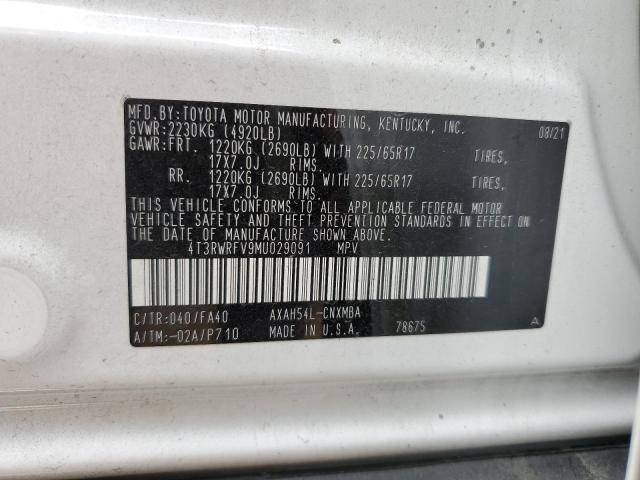 MFD.BY:TOYOTA MOTOR MANUFACTURING, KENTUCKY, INC. 08/21
GVWR:2230KG (4920LB)
GAWR:FRT. 1220KG (2690LB) WITH 225/65R17 TIRES,
17X7.0J RIMS.
RR. 1220KG (2690LB) WITH 225/65R17 TIRES,
17X7.0J RIMS.
THIS VEHICLE CONFORMS TO ALL APPLICABLE FEDERAL MOTOR
VEHICLE SAFETY AND THEFT PREVENTION STANDARDS IN EFFECT ON
THE DATE OF MANUFACTURE SHOWN ABOVE.
4T3RWRFV9MU029091 MPV
C/TR:040/FA40 AXAH54L-CNXMBA
A/TM:-02A/P710 MADE IN U.S.A. 78675 A